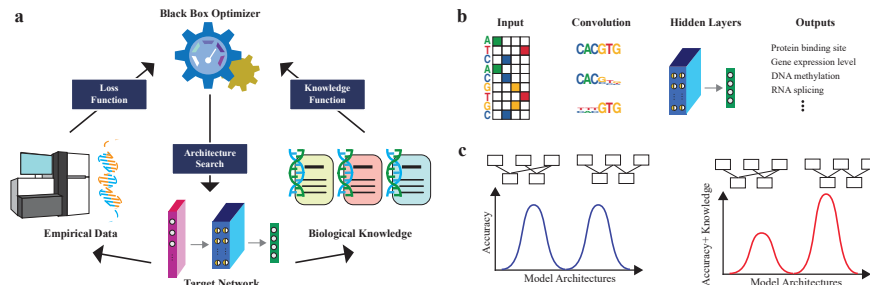 a
Black Box Optimizer
Loss
Function
Knowledge
Function
Architecture
Search
Empirical Data
Biological Knowledge
Target Network
b
Input
Convolution
Hidden Layers
Outputs
A
T
C
A
C
G
T
G
C
CACGTG
CAC
GTG
Protein binding site
Gene expression level
DNA methylation
RNA splicing
c
Accuracy
Model Architectures
Accuracy+ Knowledge
Model Architectures